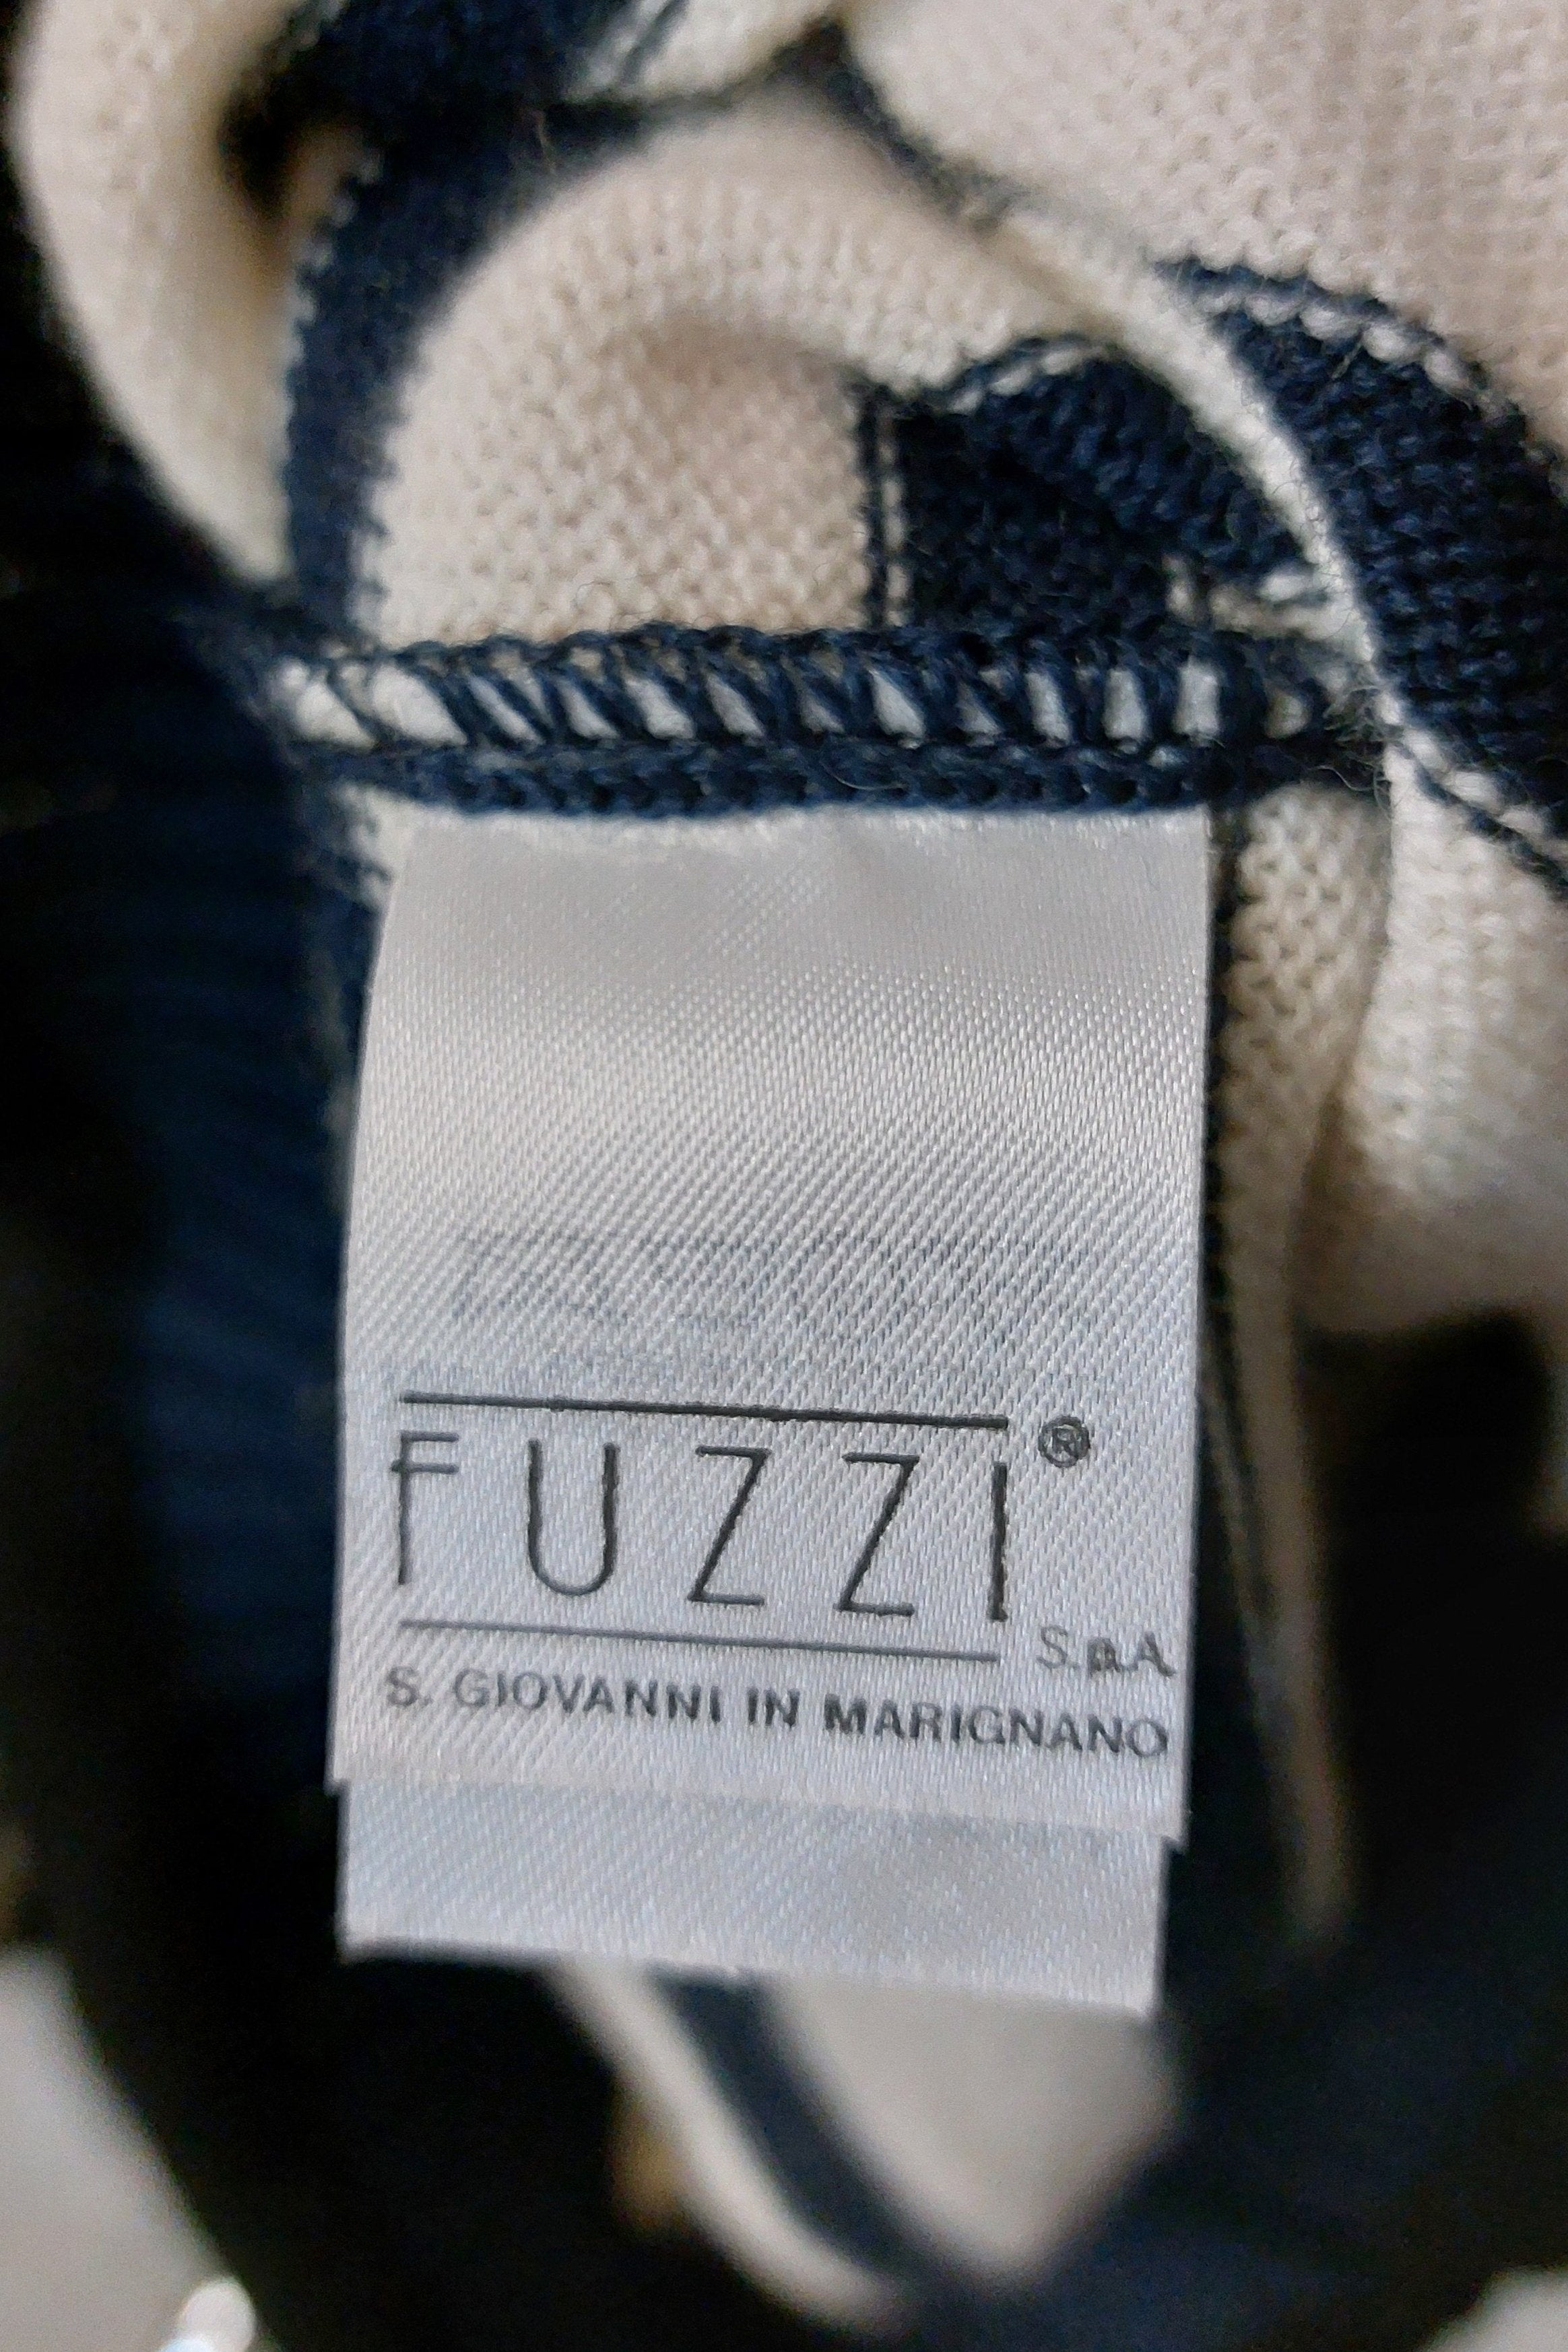 FUZZI®
S.p.A
S. GIOVANNI IN MARIGNANO